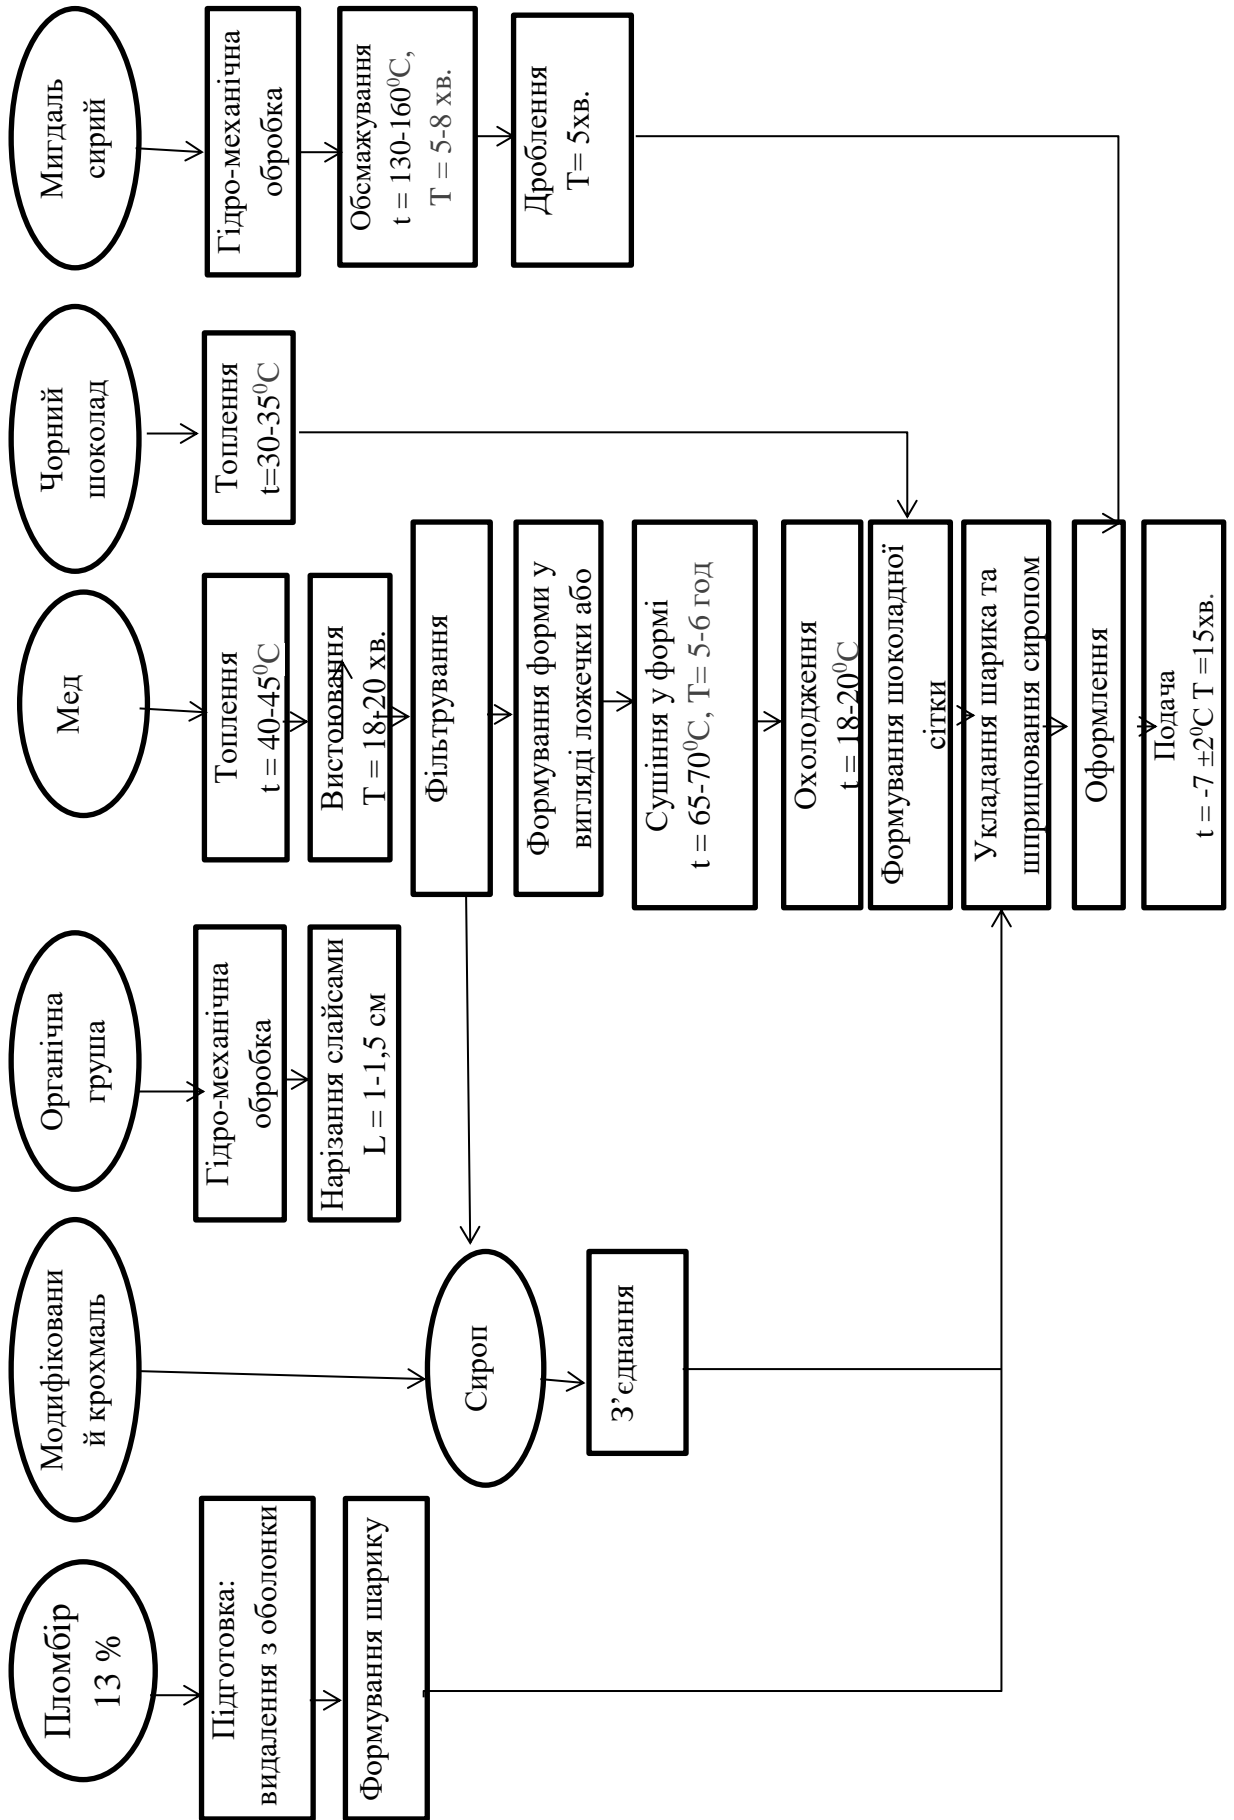 Пломбір
13 %
Модифіковани
й крохмаль
Органічна
груша
Мед
Чорний
шоколад
Мигдаль
сирий
Підготовка:
видалення з оболонки
Формування шарику
Гідро-механічна
обробка
Нарізання слайсами
L = 1-1,5 см
Топлення
t = 40-45⁰С
Вистоювання
T = 18-20 хв.
Фільтрування
Топлення
t=30-35⁰С
Гідро-механічна
обробка
Обсмажування
t = 130-160⁰С,
T = 5-8 хв.
Дроблення
T= 5хв.
Сироп
З’єднання
Формування форми у
вигляді ложечки або
Сушіння у формі
t = 65-70⁰С, T= 5-6 год
Охолодження
t = 18-20⁰С
Формування шоколадної
сітки
Укладання шарика та
шприцювання сиропом
Оформлення
Подача
t = -7 ±2⁰С T =15хв.